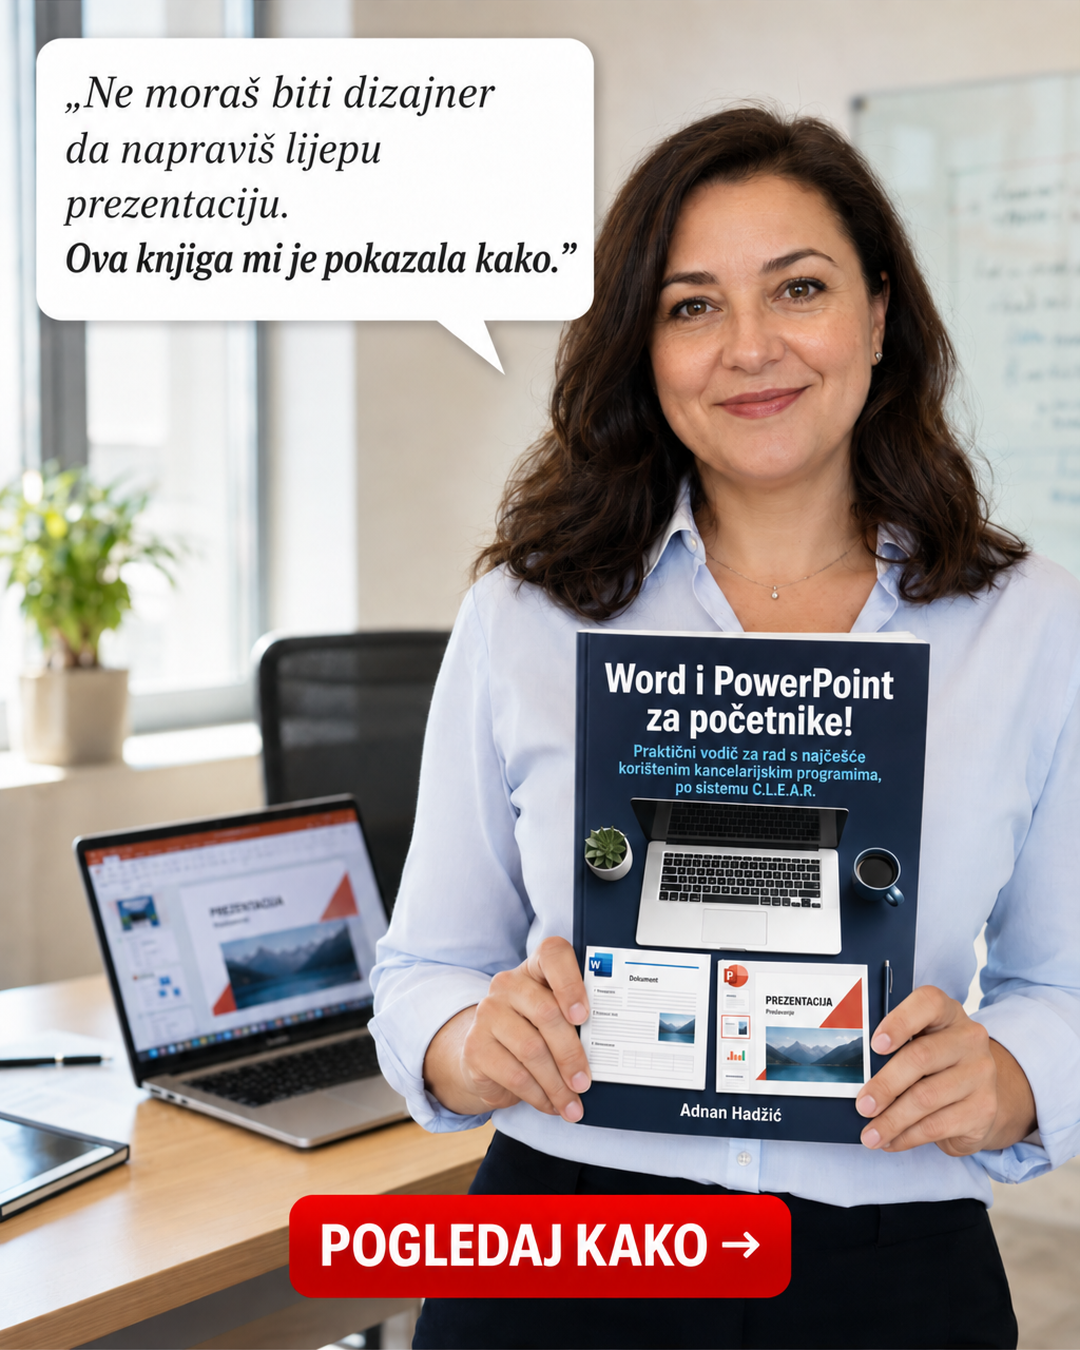 „Ne moraš biti dizajner
da napraviš lijepu
prezentaciju.
Ova knjiga mi je pokazala kako.”
Word i PowerPoint
za početnike!
Praktični vodič za rad s najčešće
korištenim kancelarijskim programima,
po sistemu C.L.E.A.R.
PREZENTACIJA
W
Dokument
P
PREZENTACIJA
Predavanje
Adnan Hadžić
POGLEDAJ KAKO →